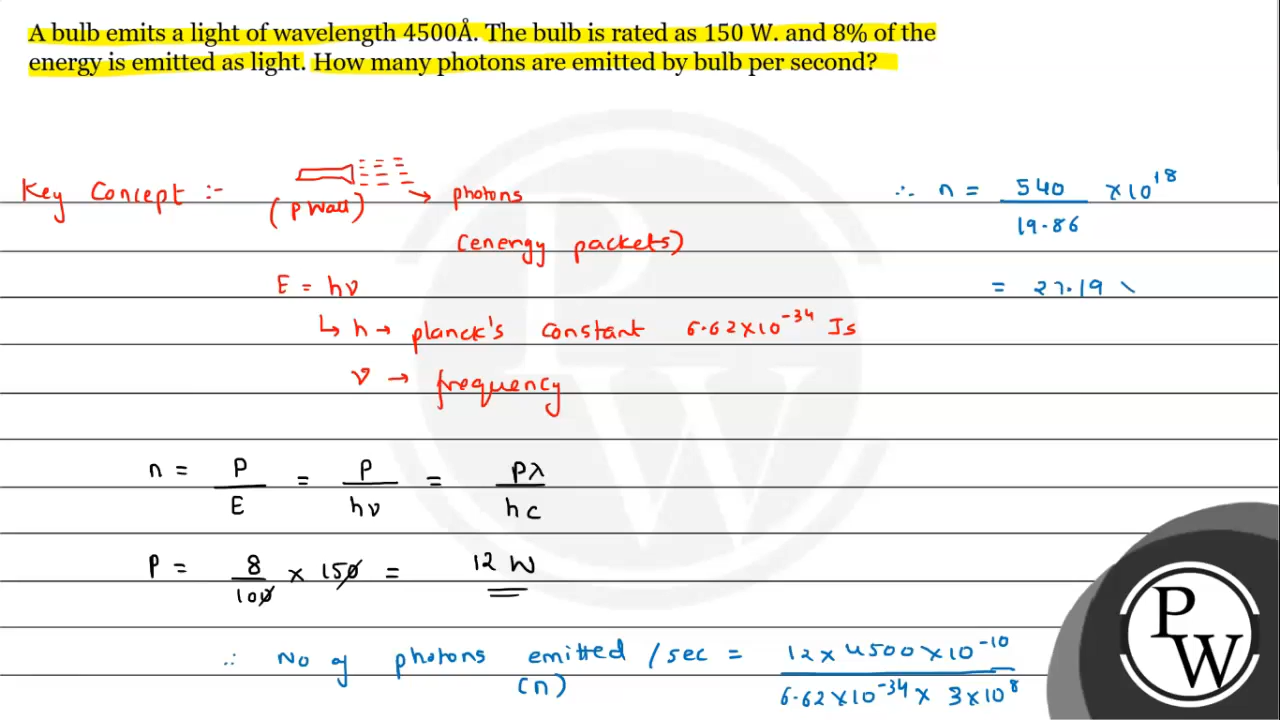 A bulb emits a light of wavelength 4500Å. The bulb is rated as 150 W. and 8% of the
energy is emitted as light. How many photons are emitted by bulb per second?
Key Concept :-
(P Watt) → photons
(energy packets)
E = hν
↳ h → planck's constant 6.62×10⁻³⁴ Js
ν → frequency
n = P/E = P/hν = Pλ/hc
P = 8/100 × 150 = 12 W
∴ No of photons emitted /sec = 12×4500×10⁻¹⁰/6.62×10⁻³⁴× 3×10⁸
(n)
∴ n = 540/19.86 ×10¹⁸
= 27.19 \
PW
PW